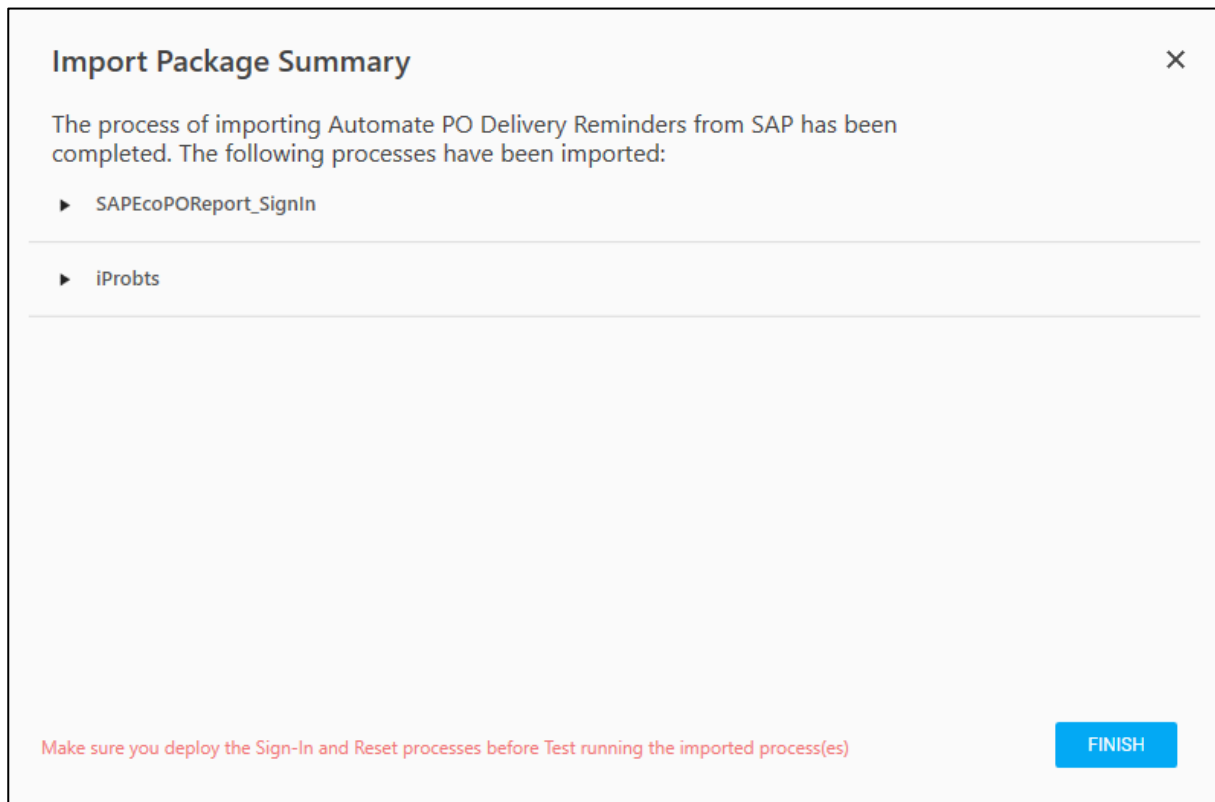 Import Package Summary
The process of importing Automate PO Delivery Reminders from SAP has been
completed. The following processes have been imported:
SAPEcoPOReport_SignIn
iProbts
Make sure you deploy the Sign-In and Reset processes before Test running the imported process(es)
FINISH